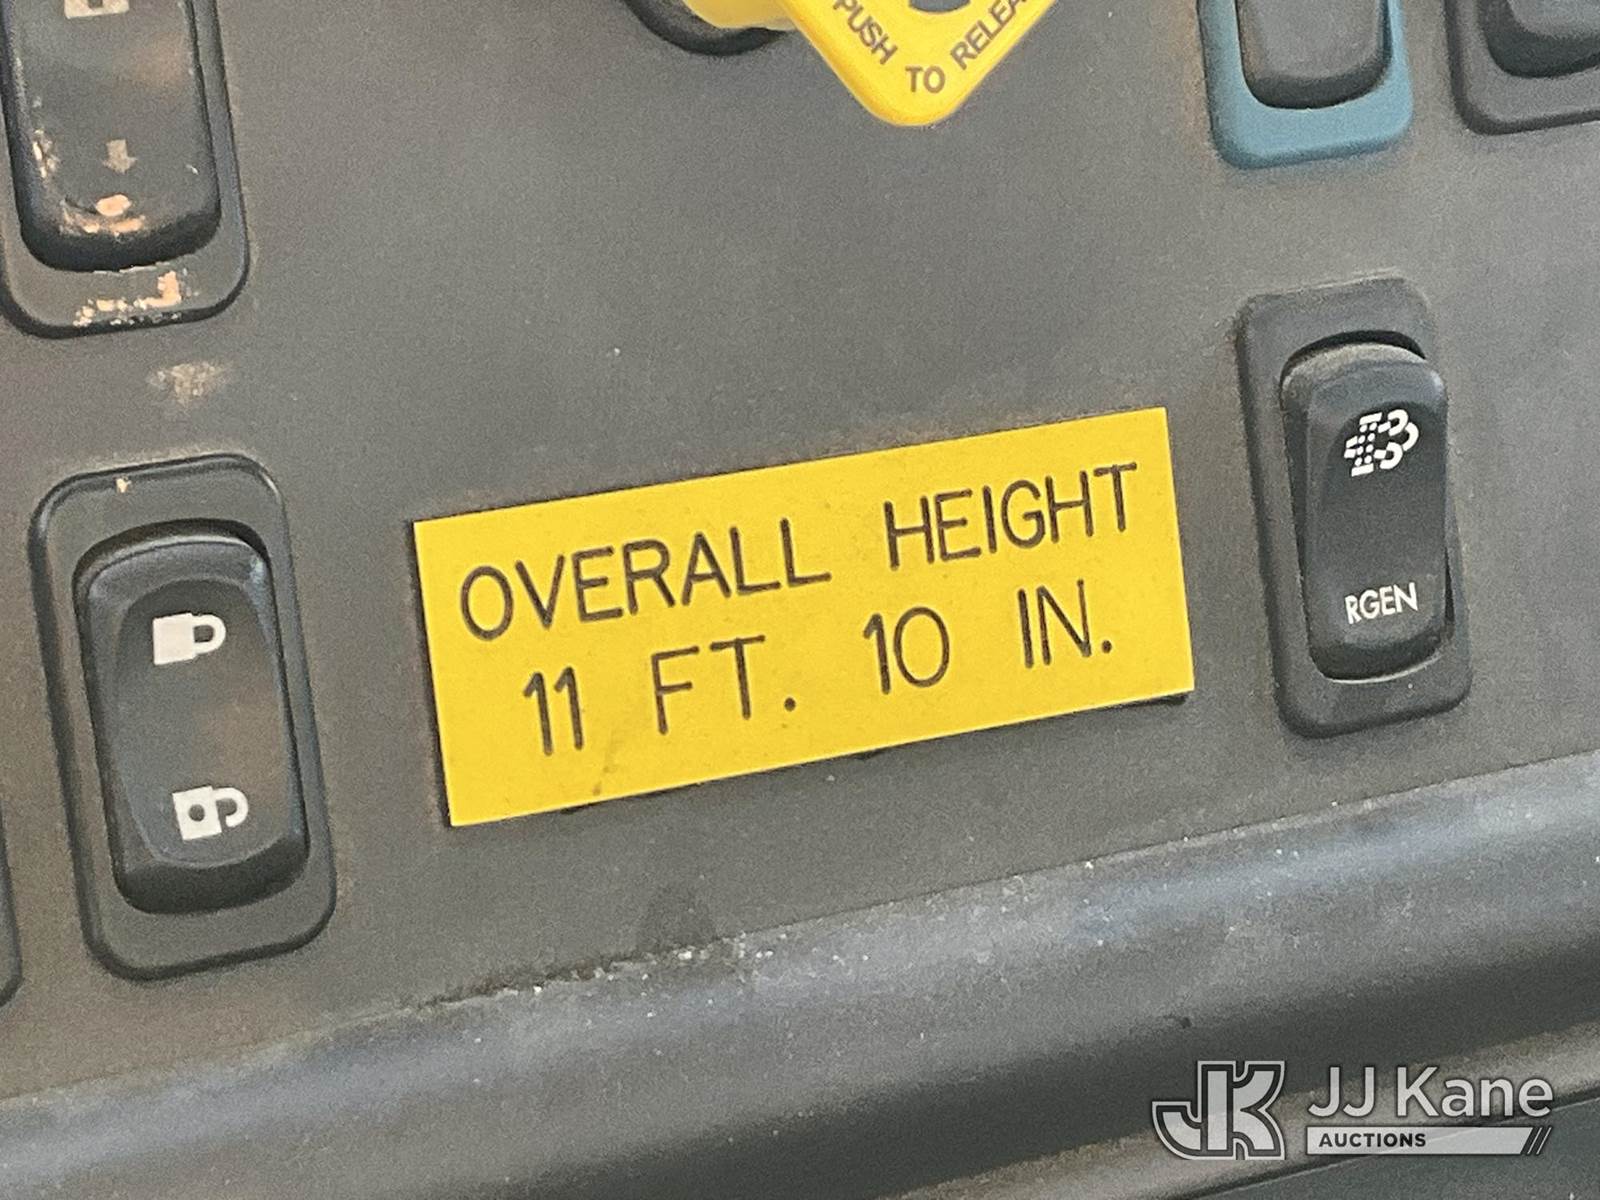 PUSH TO RELEA
OVERALL HEIGHT
11 FT. 10 IN.
RGEN
JJ Kane
AUCTIONS